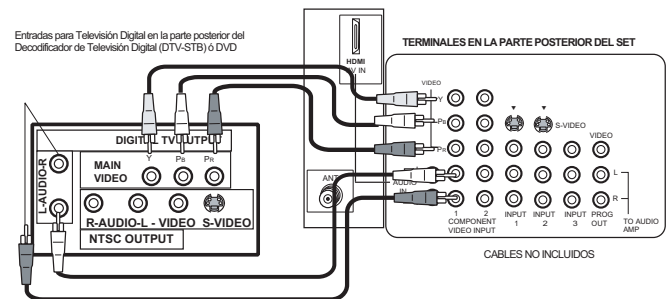 Entradas para Televisión Digital en la parte posterior del
Decodificador de Televisión Digital (DTV-STB) ó DVD
HDMI
AV IN
TERMINALES EN LA PARTE POSTERIOR DEL SET
VIDEO
Y
PB
PR
S-VIDEO
VIDEO
DIGITAL TV OUTPUT
Y PB PR
MAIN
VIDEO
L-AUDIO-R
R-AUDIO-L - VIDEO S-VIDEO
NTSC OUTPUT
ANT
AUDIO
IN
L
R
1 2 INPUT INPUT INPUT PROG
COMPONENT 1 2 3 OUT
VIDEO INPUT
TO AUDIO
AMP
CABLES NO INCLUIDOS